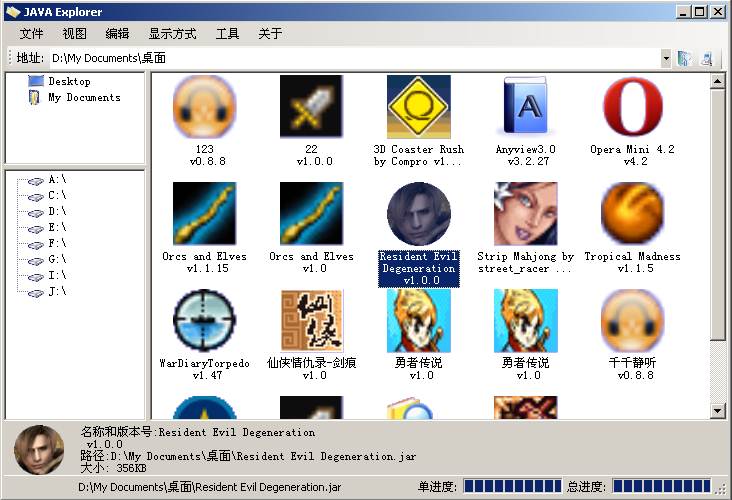 JAVA Explorer
文件 视图 编辑 显示方式 工具 关于
地址: D:\My Documents\桌面
Desktop
My Documents
A:\
C:\
D:\
E:\
F:\
G:\
I:\
J:\
123
v0.8.8
22
v1.0.0
3D Coaster Rush
by Compro v1...
Anyview3.0
v3.2.27
Opera Mini 4.2
v4.2
Orcs and Elves
v1.1.15
Orcs and Elves
v1.0
Resident Evil
Degeneration
v1.0.0
Strip Mahjong by
street_racer ...
Tropical Madness
v1.1.5
WarDiaryTorpedo
v1.47
仙侠情仇录-剑痕
v1.0
勇者传说
v1.0
勇者传说
v1.0
千千静听
v0.8.8
名称和版本号:Resident Evil Degeneration
v1.0.0
路径:D:\My Documents\桌面\Resident Evil Degeneration.jar
大小: 356KB
D:\My Documents\桌面\Resident Evil Degeneration.jar 单进度: 总进度: